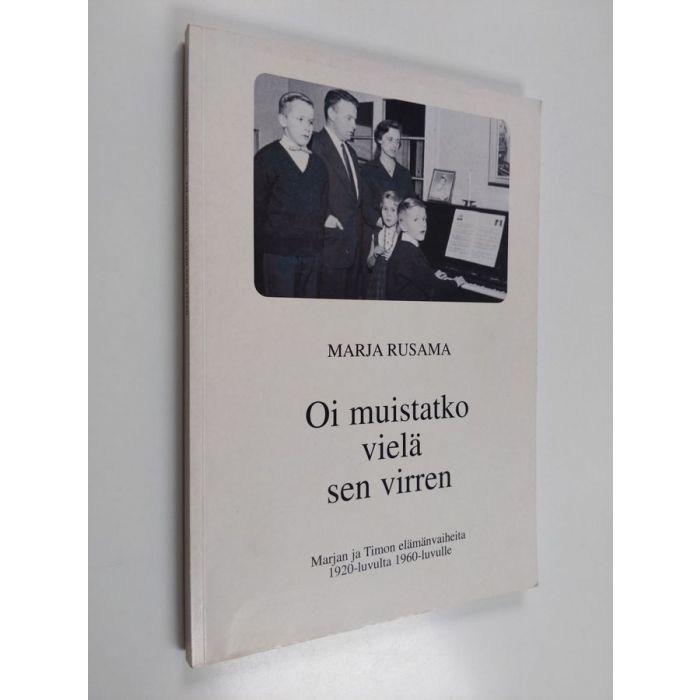 MARJA RUSAMA
Oi muistatko
vielä
sen virren
Marjan ja Timon elämänvaiheita
1920-luvulta 1960-luvulle